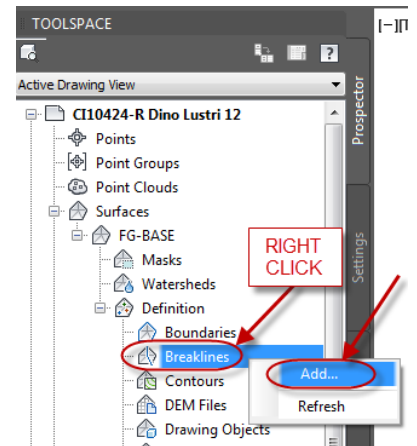 TOOLSPACE
[-][T
?
Active Drawing View
CI10424-R Dino Lustri 12
Points
Point Groups
Point Clouds
Surfaces
FG-BASE
Masks
Watersheds
Definition
Boundaries
Breaklines
Contours
DEM Files
Drawing Objects
RIGHT
CLICK
Add...
Refresh
Prospector
Settings